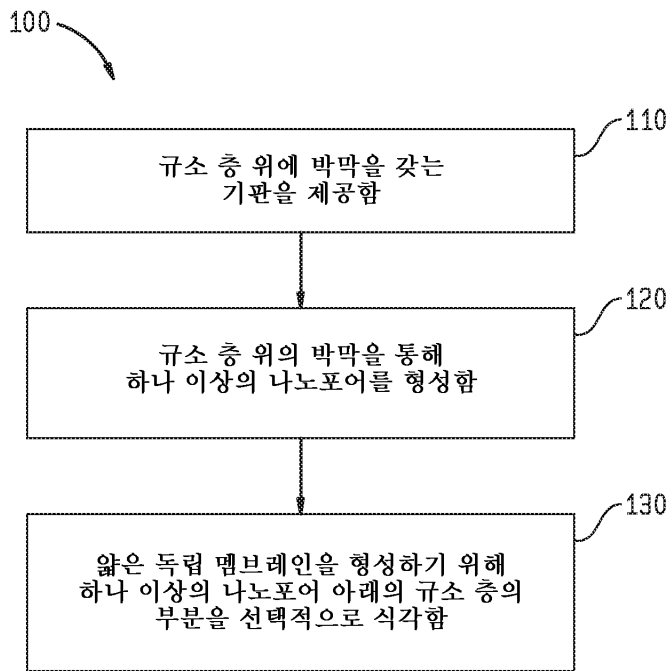 100
110
규소 층 위에 박막을 갖는
기판을 제공함
120
규소 층 위의 박막을 통해
하나 이상의 나노포어를 형성함
130
얇은 독립 멤브레인을 형성하기 위해
하나 이상의 나노포어 아래의 규소 층의
부분을 선택적으로 식각함